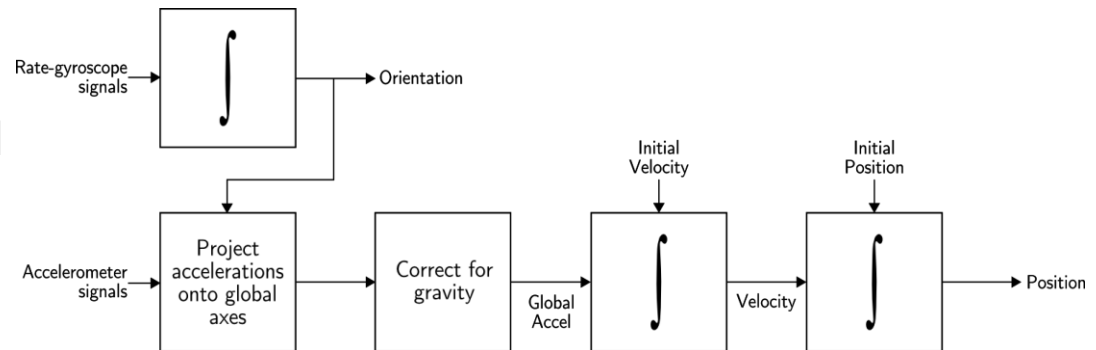 Rate-gyroscope
signals
∫
Orientation
Initial
Velocity
Initial
Position
Accelerometer
signals
Project
accelerations
onto global
axes
Correct for
gravity
Global
Accel
∫
Velocity
∫
Position